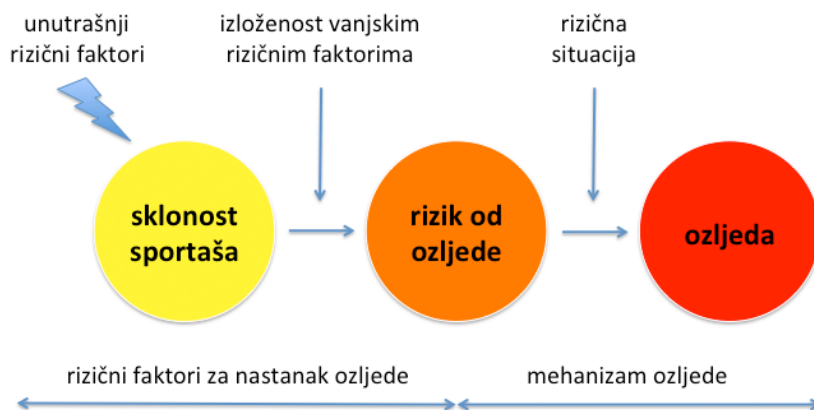 unutrašnji
rizični faktori
izloženost vanjskim
rizičnim faktorima
rizična
situacija
sklonost
sportaša
rizik od
ozljede
ozljeda
rizični faktori za nastanak ozljede
mehanizam ozljede